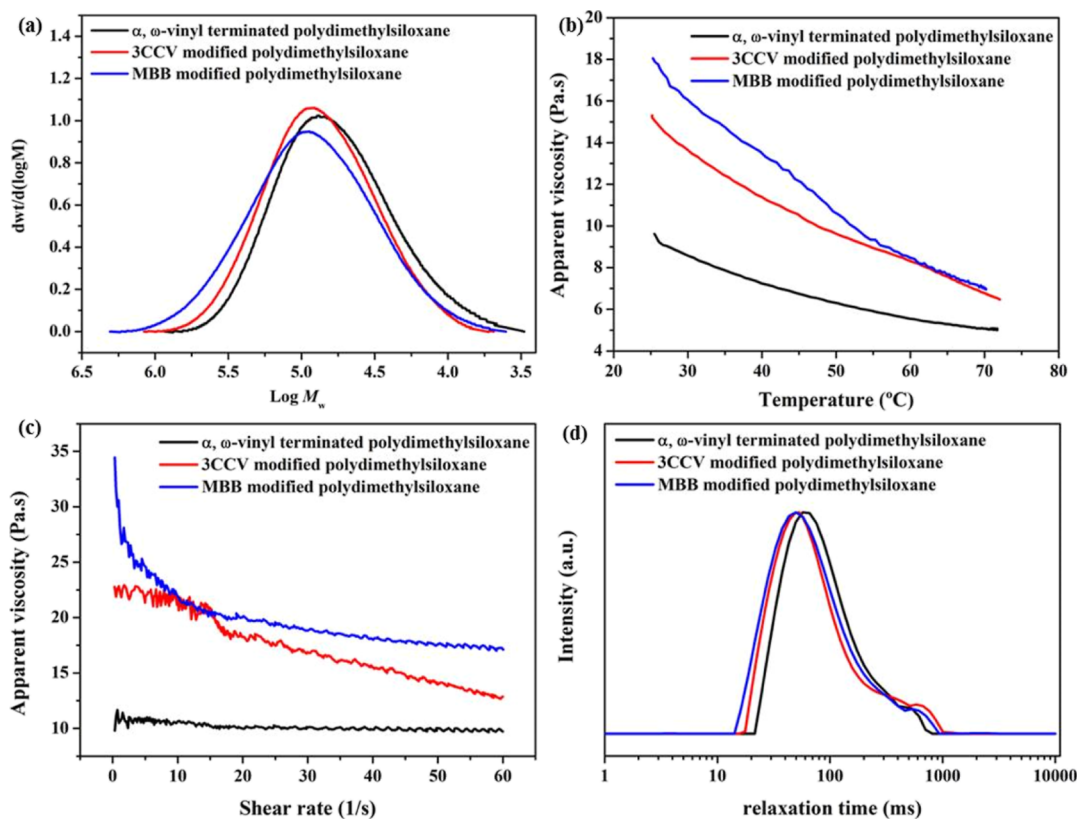 (a)
α, ω-vinyl terminated polydimethylsiloxane
3CCV modified polydimethylsiloxane
MBB modified polydimethylsiloxane
1.4
1.2
1.0
0.8
0.6
0.4
0.2
0.0
dwt/d(logM)
6.5 6.0 5.5 5.0 4.5 4.0 3.5
Log Mw
(b)
α, ω-vinyl terminated polydimethylsiloxane
3CCV modified polydimethylsiloxane
MBB modified polydimethylsiloxane
20
18
16
14
12
10
8
6
4
Apparent viscosity (Pa.s)
20 30 40 50 60 70 80
Temperature (ºC)
(c)
α, ω-vinyl terminated polydimethylsiloxane
3CCV modified polydimethylsiloxane
MBB modified polydimethylsiloxane
35
30
25
20
15
10
Apparent viscosity (Pa.s)
0 10 20 30 40 50 60
Shear rate (1/s)
(d)
α, ω-vinyl terminated polydimethylsiloxane
3CCV modified polydimethylsiloxane
MBB modified polydimethylsiloxane
Intensity (a.u.)
1 10 100 1000 10000
relaxation time (ms)